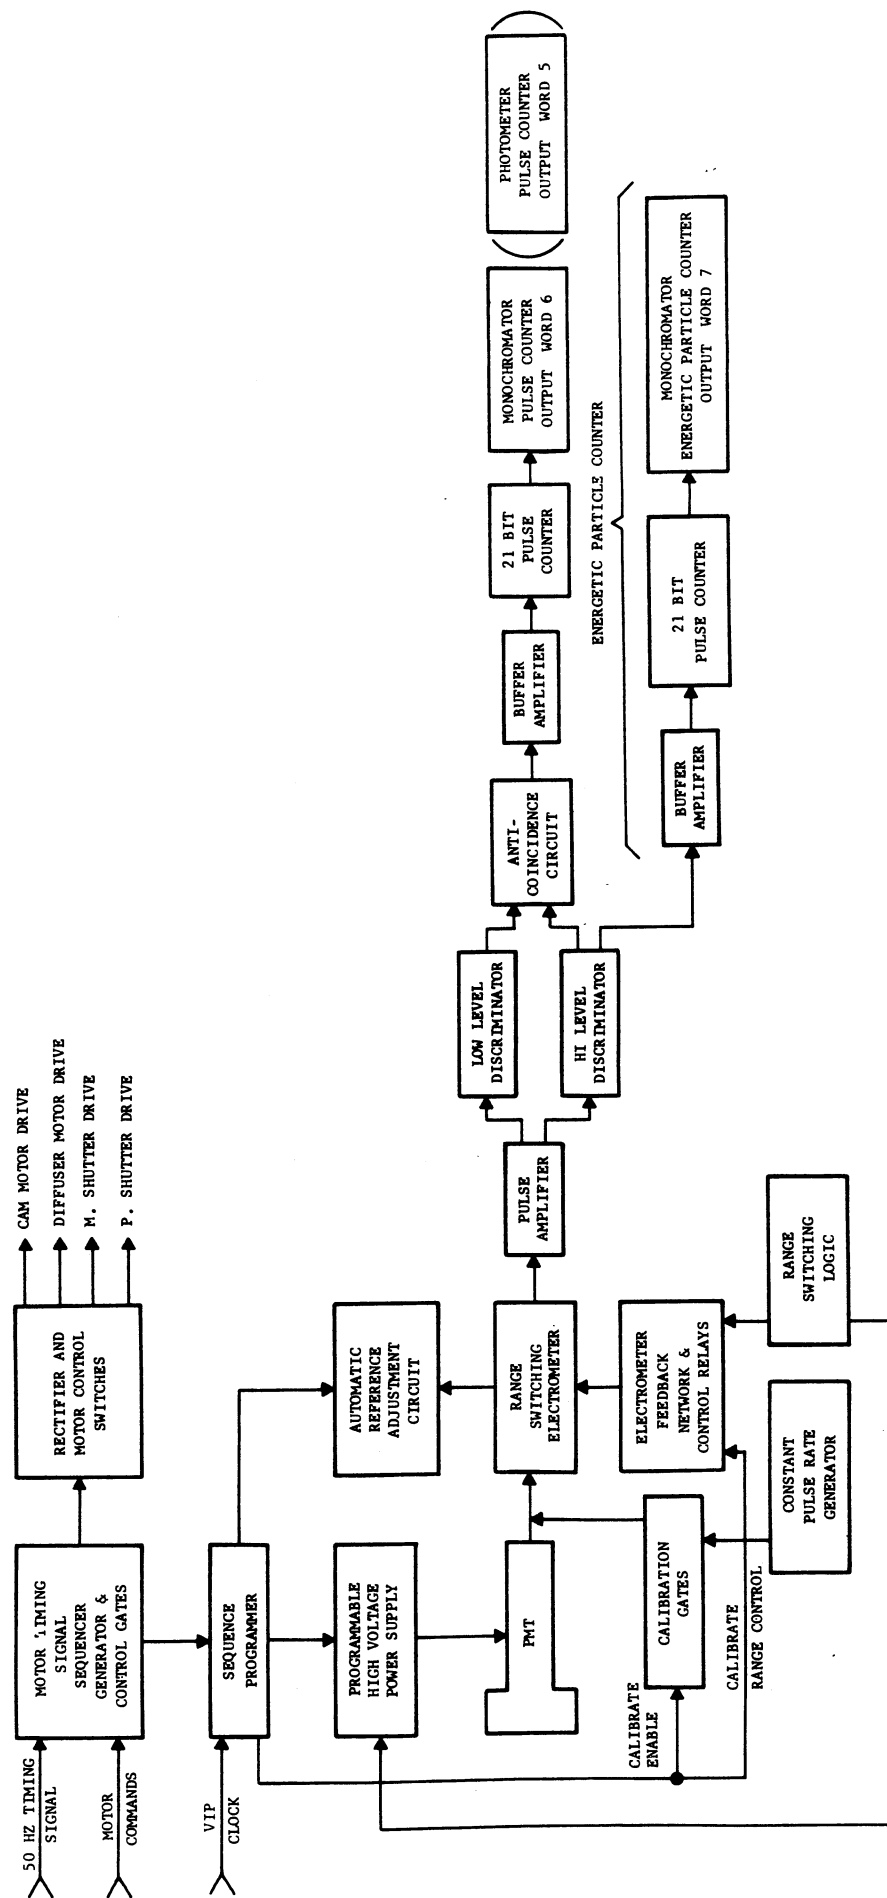 50 HZ TIMING
SIGNAL
MOTOR
COMMANDS
MOTOR TIMING
SIGNAL
SEQUENCER
GENERATOR &
CONTROL GATES
RECTIFIER AND
MOTOR CONTROL
SWITCHES
CAM MOTOR DRIVE
DIFFUSER MOTOR DRIVE
M. SHUTTER DRIVE
P. SHUTTER DRIVE
VIP
CLOCK
SEQUENCE
PROGRAMMER
PROGRAMMABLE
HIGH VOLTAGE
POWER SUPPLY
AUTOMATIC
REFERENCE
ADJUSTMENT
CIRCUIT
PMT
RANGE
SWITCHING
ELECTROMETER
PULSE
AMPLIFIER
LOW LEVEL
DISCRIMINATOR
HI LEVEL
DISCRIMINATOR
ANTI-
COINCIDENCE
CIRCUIT
BUFFER
AMPLIFIER
21 BIT
PULSE
COUNTER
MONOCHROMATOR
PULSE COUNTER
OUTPUT WORD 6
PHOTOMETER
PULSE COUNTER
OUTPUT WORD 5
ENERGETIC PARTICLE COUNTER
BUFFER
AMPLIFIER
21 BIT
PULSE COUNTER
MONOCHROMATOR
ENERGETIC PARTICLE COUNTER
OUTPUT WORD 7
CALIBRATE
ENABLE
CALIBRATION
GATES
ELECTROMETER
FEEDBACK
NETWORK &
CONTROL RELAYS
CALIBRATE
RANGE CONTROL
CONSTANT
PULSE RATE
GENERATOR
RANGE
SWITCHING
LOGIC